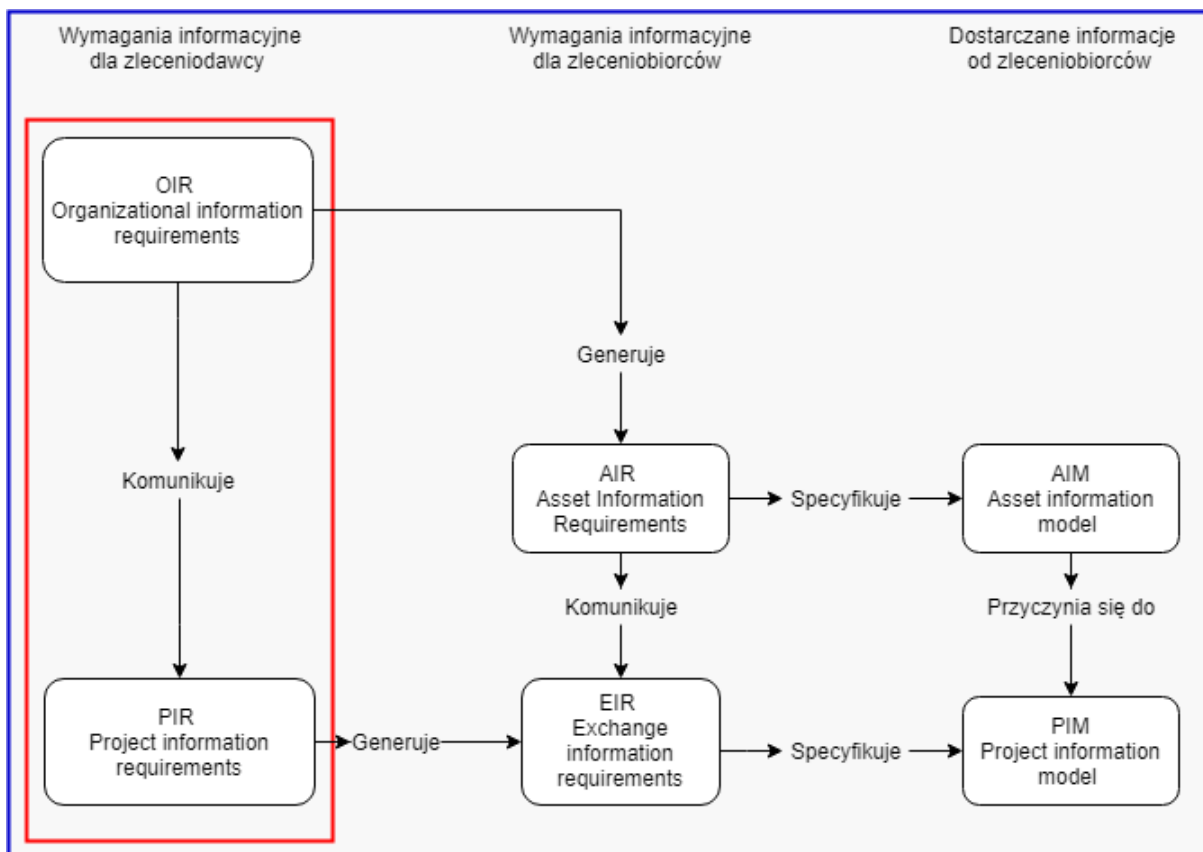 Wymagania informacyjne
dla zleceniodawcy
Wymagania informacyjne
dla zleceniobiorców
Dostarczane informacje
od zleceniobiorców
OIR
Organizational information
requirements
Generuje
Komunikuje
AIR
Asset Information
Requirements
Specyfikuje
AIM
Asset information
model
Komunikuje
Przyczynia się do
PIR
Project information
requirements
Generuje
EIR
Exchange
information
requirements
Specyfikuje
PIM
Project information
model